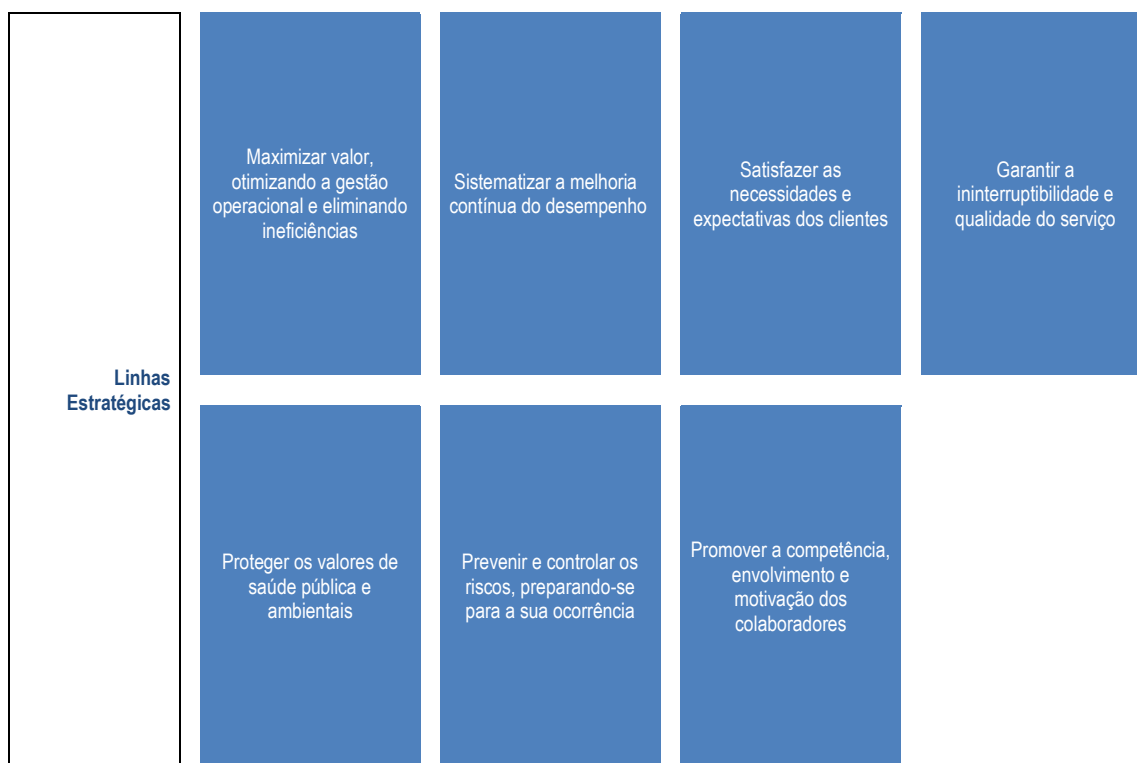 Linhas
Estratégicas
Maximizar valor,
otimizando a gestão
operacional e eliminando
ineficiências
Sistematizar a melhoria
contínua do desempenho
Satisfazer as
necessidades e
expectativas dos clientes
Garantir a
ininterruptibilidade e
qualidade do serviço
Proteger os valores de
saúde pública e
ambientais
Prevenir e controlar os
riscos, preparando-se
para a sua ocorrência
Promover a competência,
envolvimento e
motivação dos
colaboradores